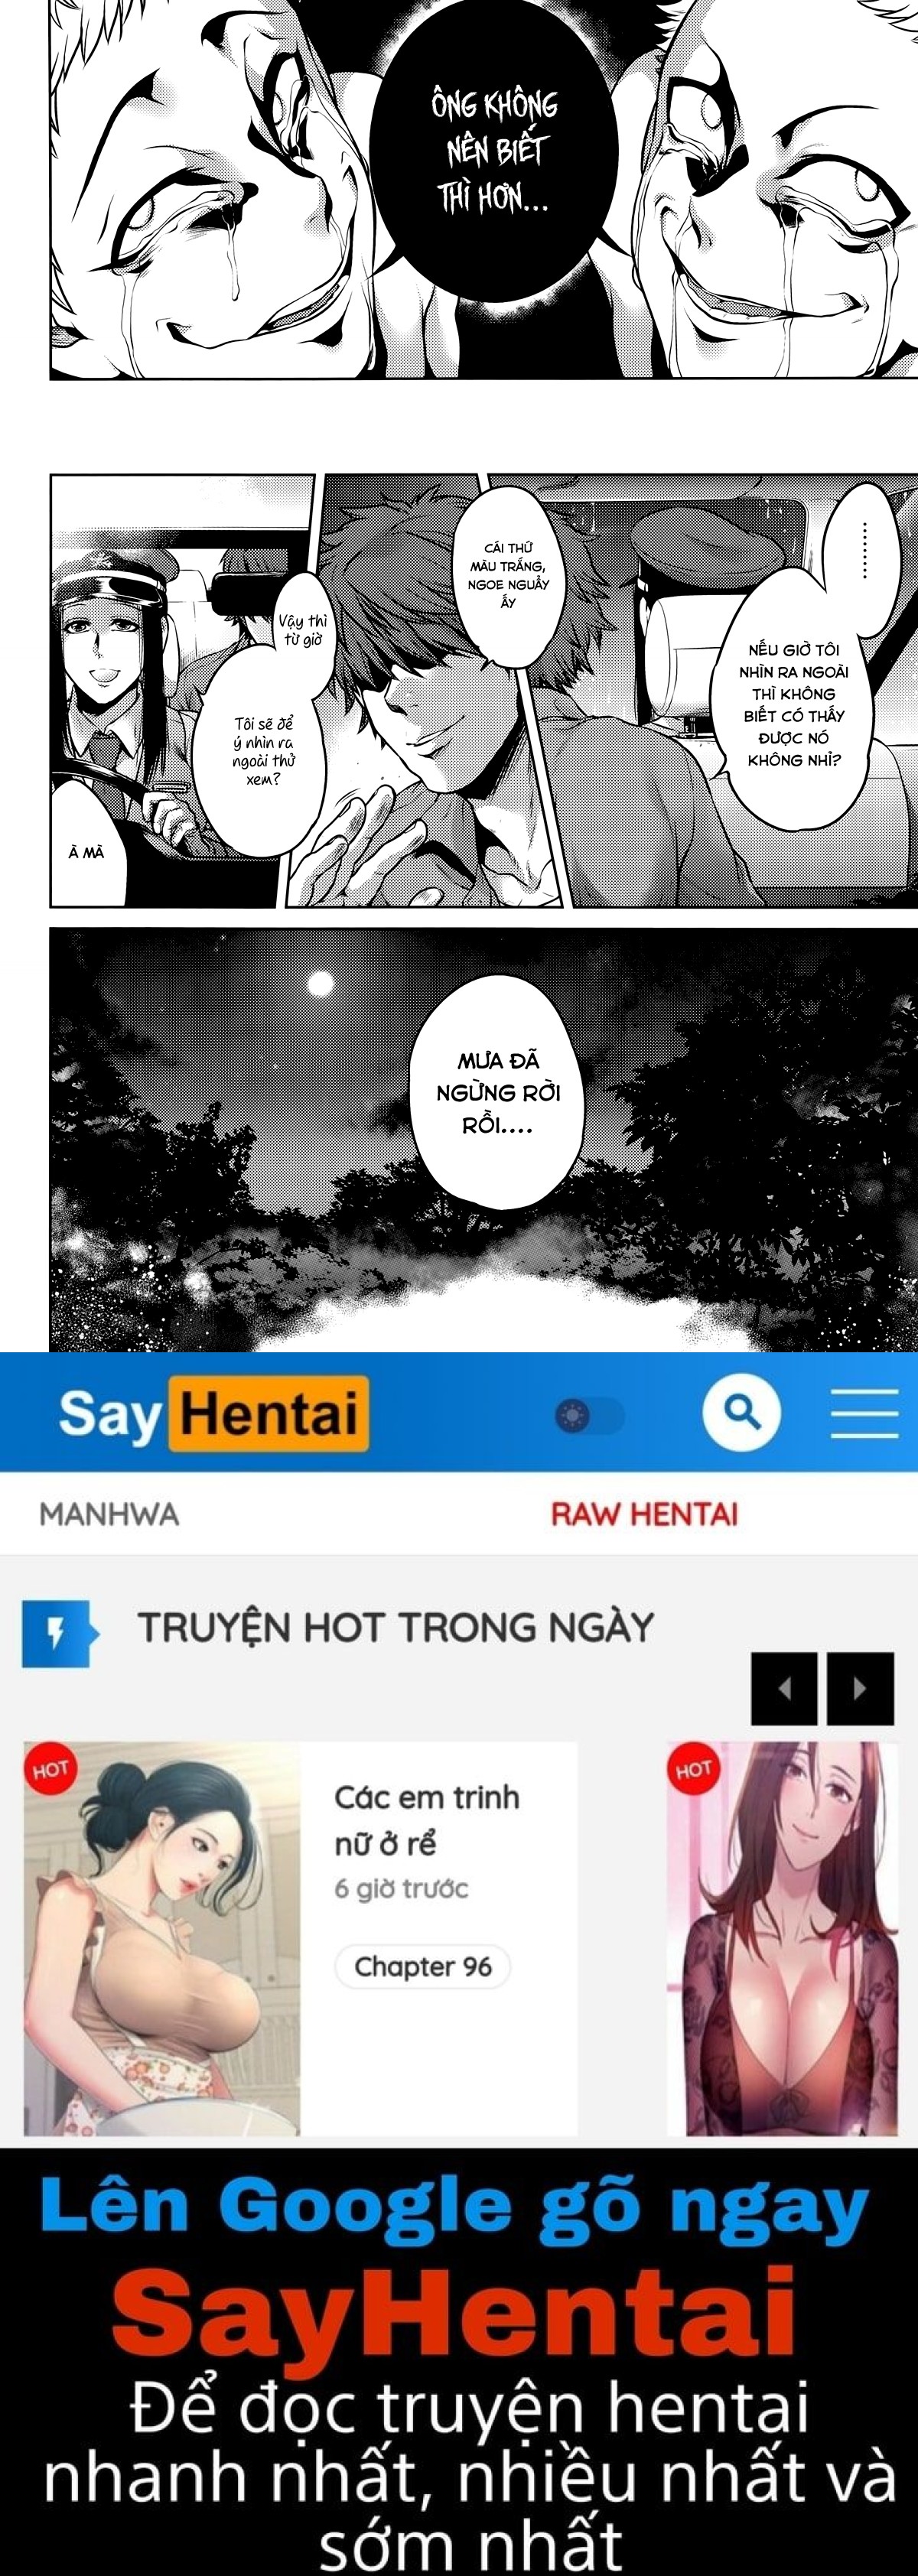 ÔNG KHÔNG
NÊN BIẾT
THÌ HƠN...
Vậy thì
từ giờ
Tôi sẽ để
ý nhìn ra
ngoài thử
xem?
À MÀ
CÁI THỨ
MÀU TRẮNG,
NGOE NGUẨY
ẤY
..........
NẾU GIỜ TÔI
NHÌN RA NGOÀI
THÌ KHÔNG
BIẾT CÓ THẤY
ĐƯỢC NÓ
KHÔNG NHỈ?
MƯA ĐÃ
NGỪNG RỜI
RỒI....
Say Hentai
MANHWA
RAW HENTAI
TRUYỆN HOT TRONG NGÀY
HOT
Các em trinh
nữ ở rể
6 giờ trước
Chapter 96
HOT
Lên Google gõ ngay
SayHentai
Để đọc truyện hentai
nhanh nhất, nhiều nhất và
sớm nhất